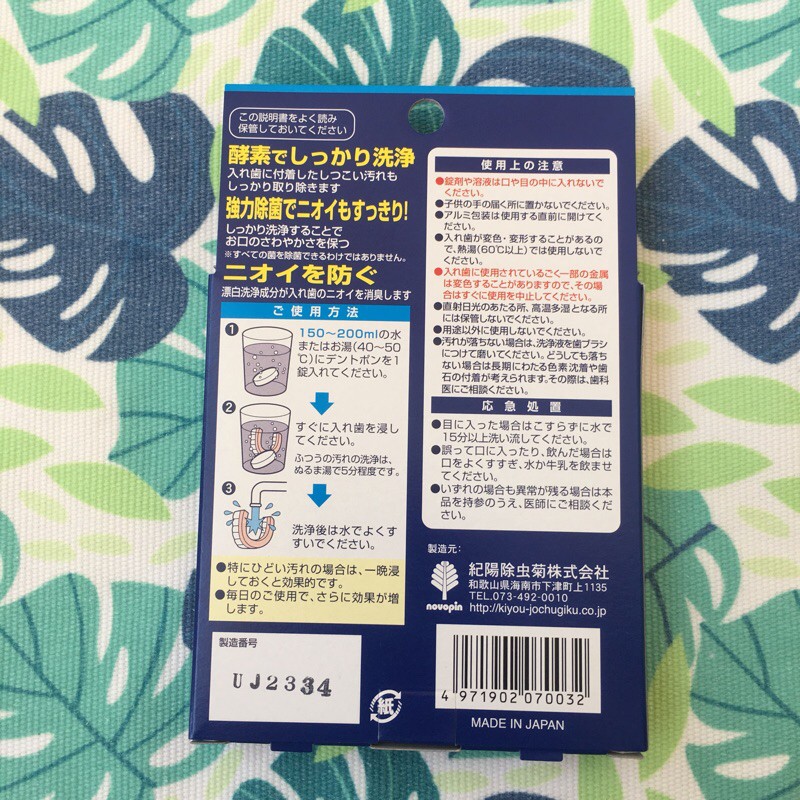 この説明書をよく読み
保管しておいてください
酵素でしっかり洗浄
入れ歯に付着したしつこい汚れも
しっかり取り除きます
強力除菌でニオイもすっきり!
しっかり洗浄することで
お口のさわやかさを保つ
※すべての菌を除菌できるわけではありません。
ニオイを防ぐ
漂白洗浄成分が入れ歯のニオイを消臭します
ご使用方法
1
150〜200mlの水
またはお湯(40〜50
℃)にデントポンを1
錠入れてください。
2
すぐに入れ歯を浸し
てください。
ふつうの汚れの洗浄は、
ぬるま湯で5分程度です。
3
洗浄後は水でよくす
すいでください。
●特にひどい汚れの場合は、一晩浸
しておくと効果的です。
●毎日のご使用で、さらに効果が増
します。
製造番号
UJ2334
紙
使用上の注意
●錠剤や溶液は口や目の中に入れないで
ください。
●子供の手の届く所に置かないでください。
●アルミ包装は使用する直前に開けてく
ださい。
●入れ歯が変色・変形することがあるの
で、熱湯(60℃以上)では使用しないで
ください。
●入れ歯に使用されているごく一部の金属
は変色することがありますので、その場
合はすぐに使用を中止してください。
●直射日光のあたる所、高温多湿となる所
には保管しないでください。
●用途以外に使用しないでください。
●汚れが落ちない場合は、洗浄液を歯ブラシ
につけて磨いてください。どうしても落ち
ない場合は長期にわたる色素沈着や歯
石の付着が考えられます。その際は、歯科
医にご相談ください。
応急処置
●目に入った場合はこすらずに水で
15分以上洗い流してください。
●誤って口に入ったり、飲んだ場合は
口をよくすすぎ、水か牛乳を飲ませ
てください。
●いずれの場合も異常が残る場合は本
品を持参のうえ、医師にご相談くださ
い。
製造元:
紀陽除虫菊株式会社
和歌山県海南市下津町上1135
TEL.073-492-0010
novopin
http://kiyou-jochugiku.co.jp
4 971902 070032
MADE IN JAPAN